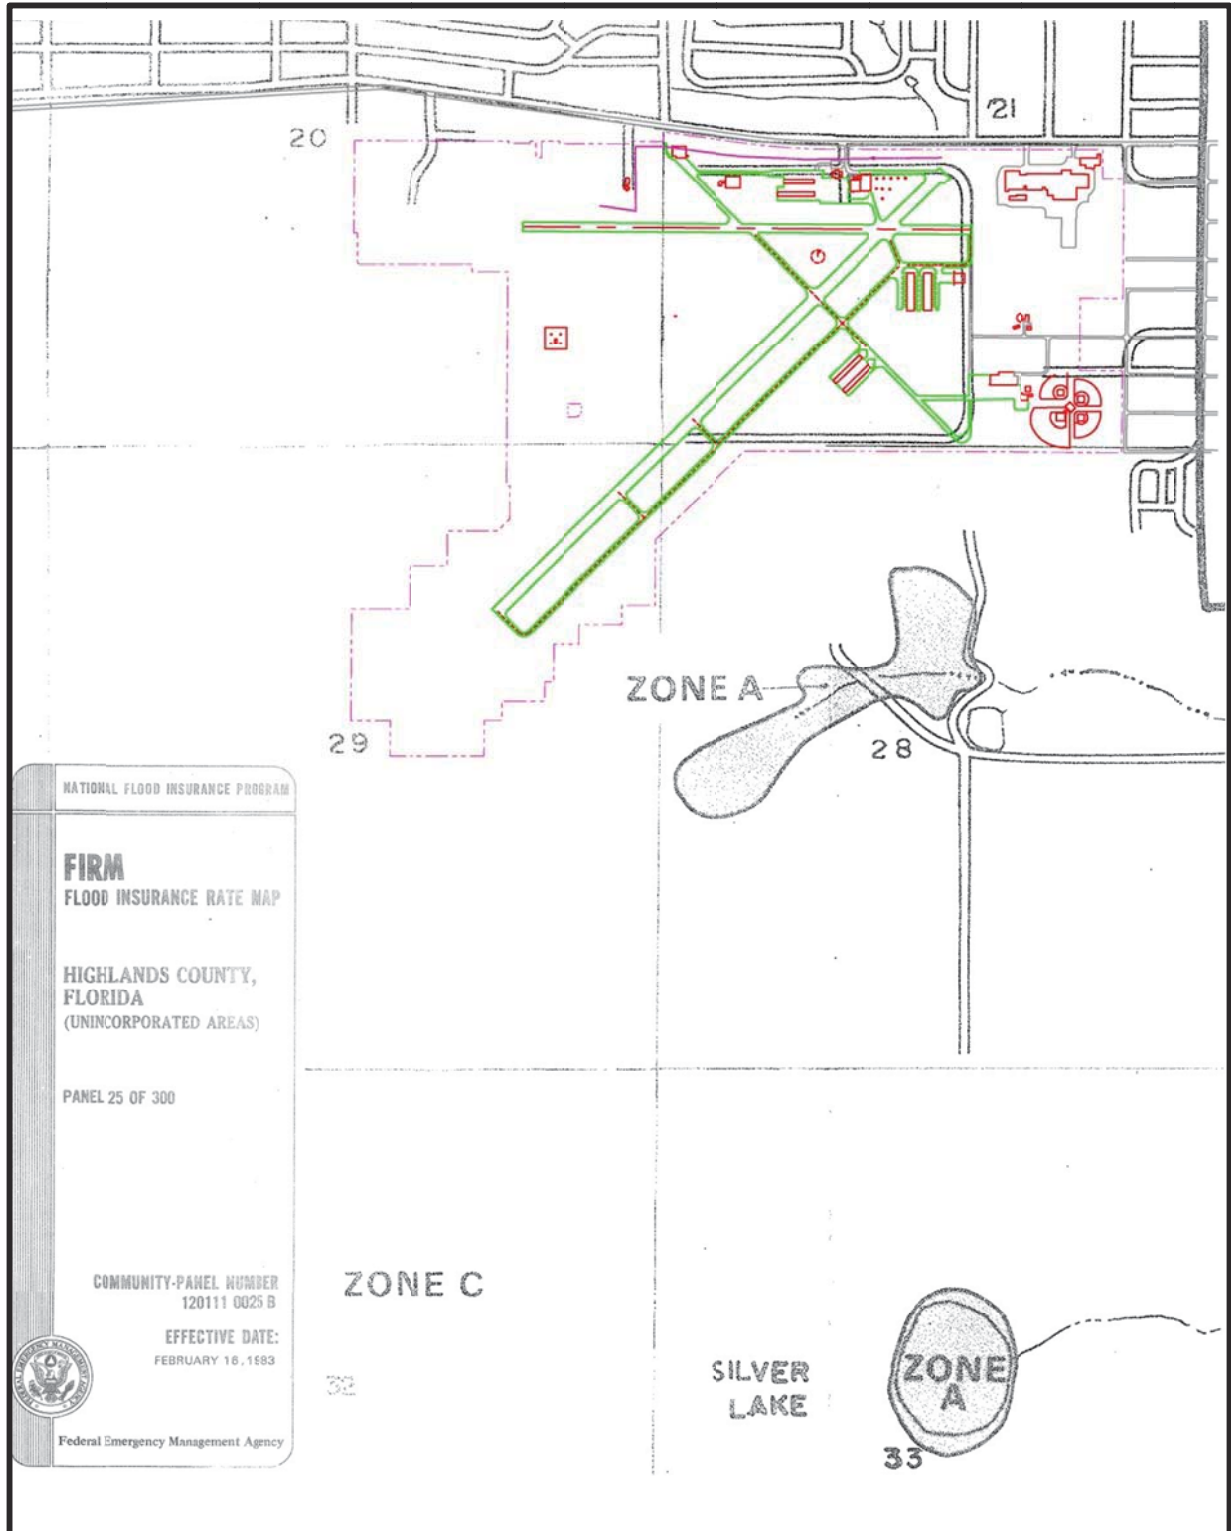 21
20
ZONE A
29
28
NATIONAL FLOOD INSURANCE PROGRAM
FIRM
FLOOD INSURANCE RATE MAP
HIGHLANDS COUNTY,
FLORIDA
(UNINCORPORATED AREAS)
PANEL 25 OF 300
COMMUNITY-PANEL NUMBER
120111 0025 B
EFFECTIVE DATE:
FEBRUARY 16, 1983
Federal Emergency Management Agency
ZONE C
32
SILVER
LAKE
ZONE
A
33